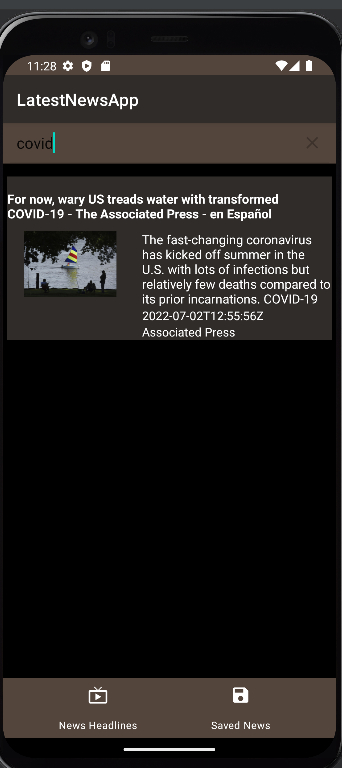 11:28
LatestNewsApp
covid
For now, wary US treads water with transformed
COVID-19 - The Associated Press - en Español
The fast-changing coronavirus
has kicked off summer in the
U.S. with lots of infections but
relatively few deaths compared to
its prior incarnations. COVID-19
2022-07-02T12:55:56Z
Associated Press
News Headlines
Saved News